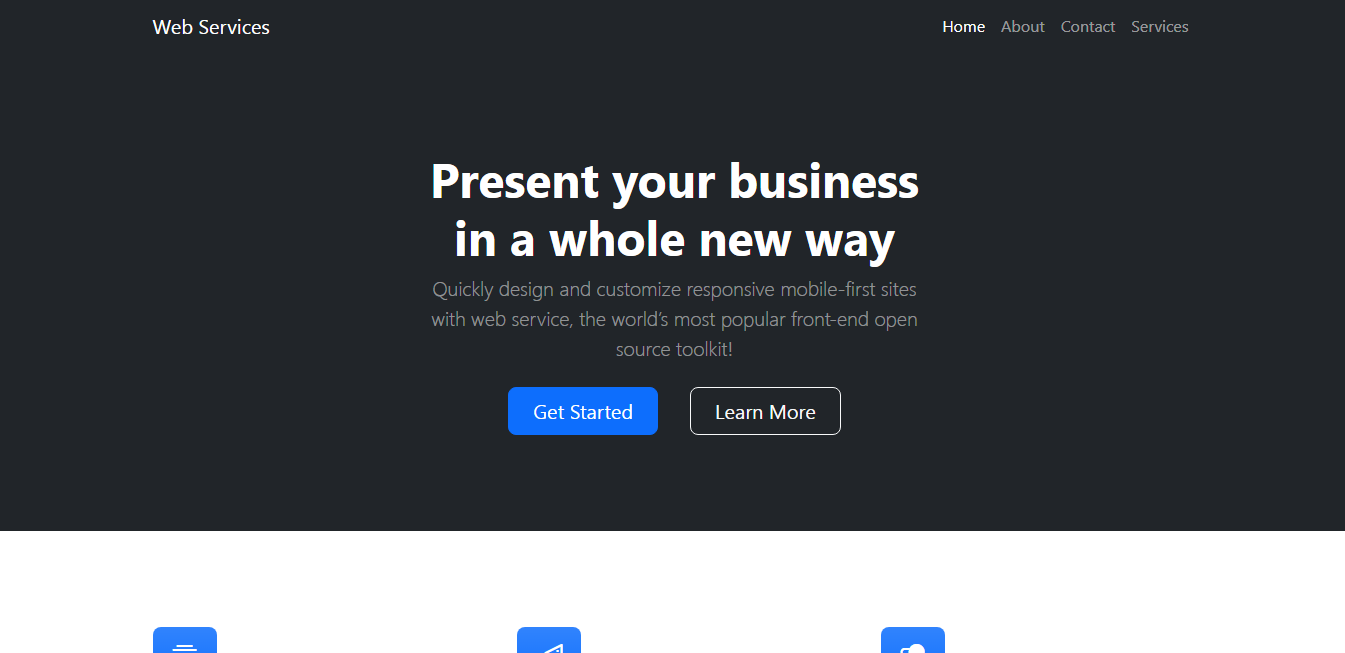 Web Services
Home About Contact Services
Present your business
in a whole new way
Quickly design and customize responsive mobile-first sites
with web service, the world’s most popular front-end open
source toolkit!
Get Started Learn More